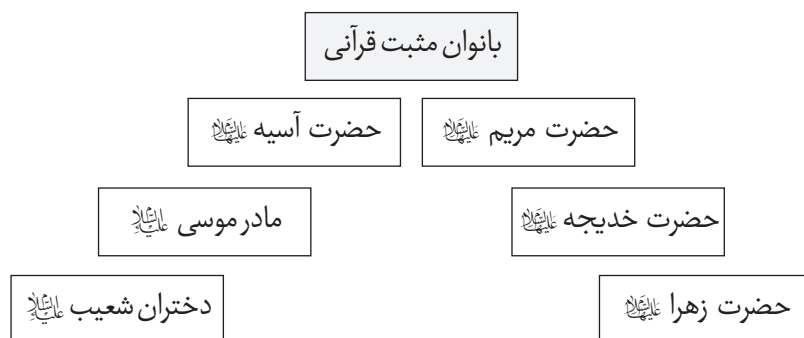 بانوان مثبت قرآنی
حضرت مریم علیهاالسلام
حضرت آسیه علیهاالسلام
حضرت خدیجه علیهاالسلام
مادر موسی علیه‌السلام
حضرت زهرا علیهاالسلام
دختران شعیب علیه‌السلام